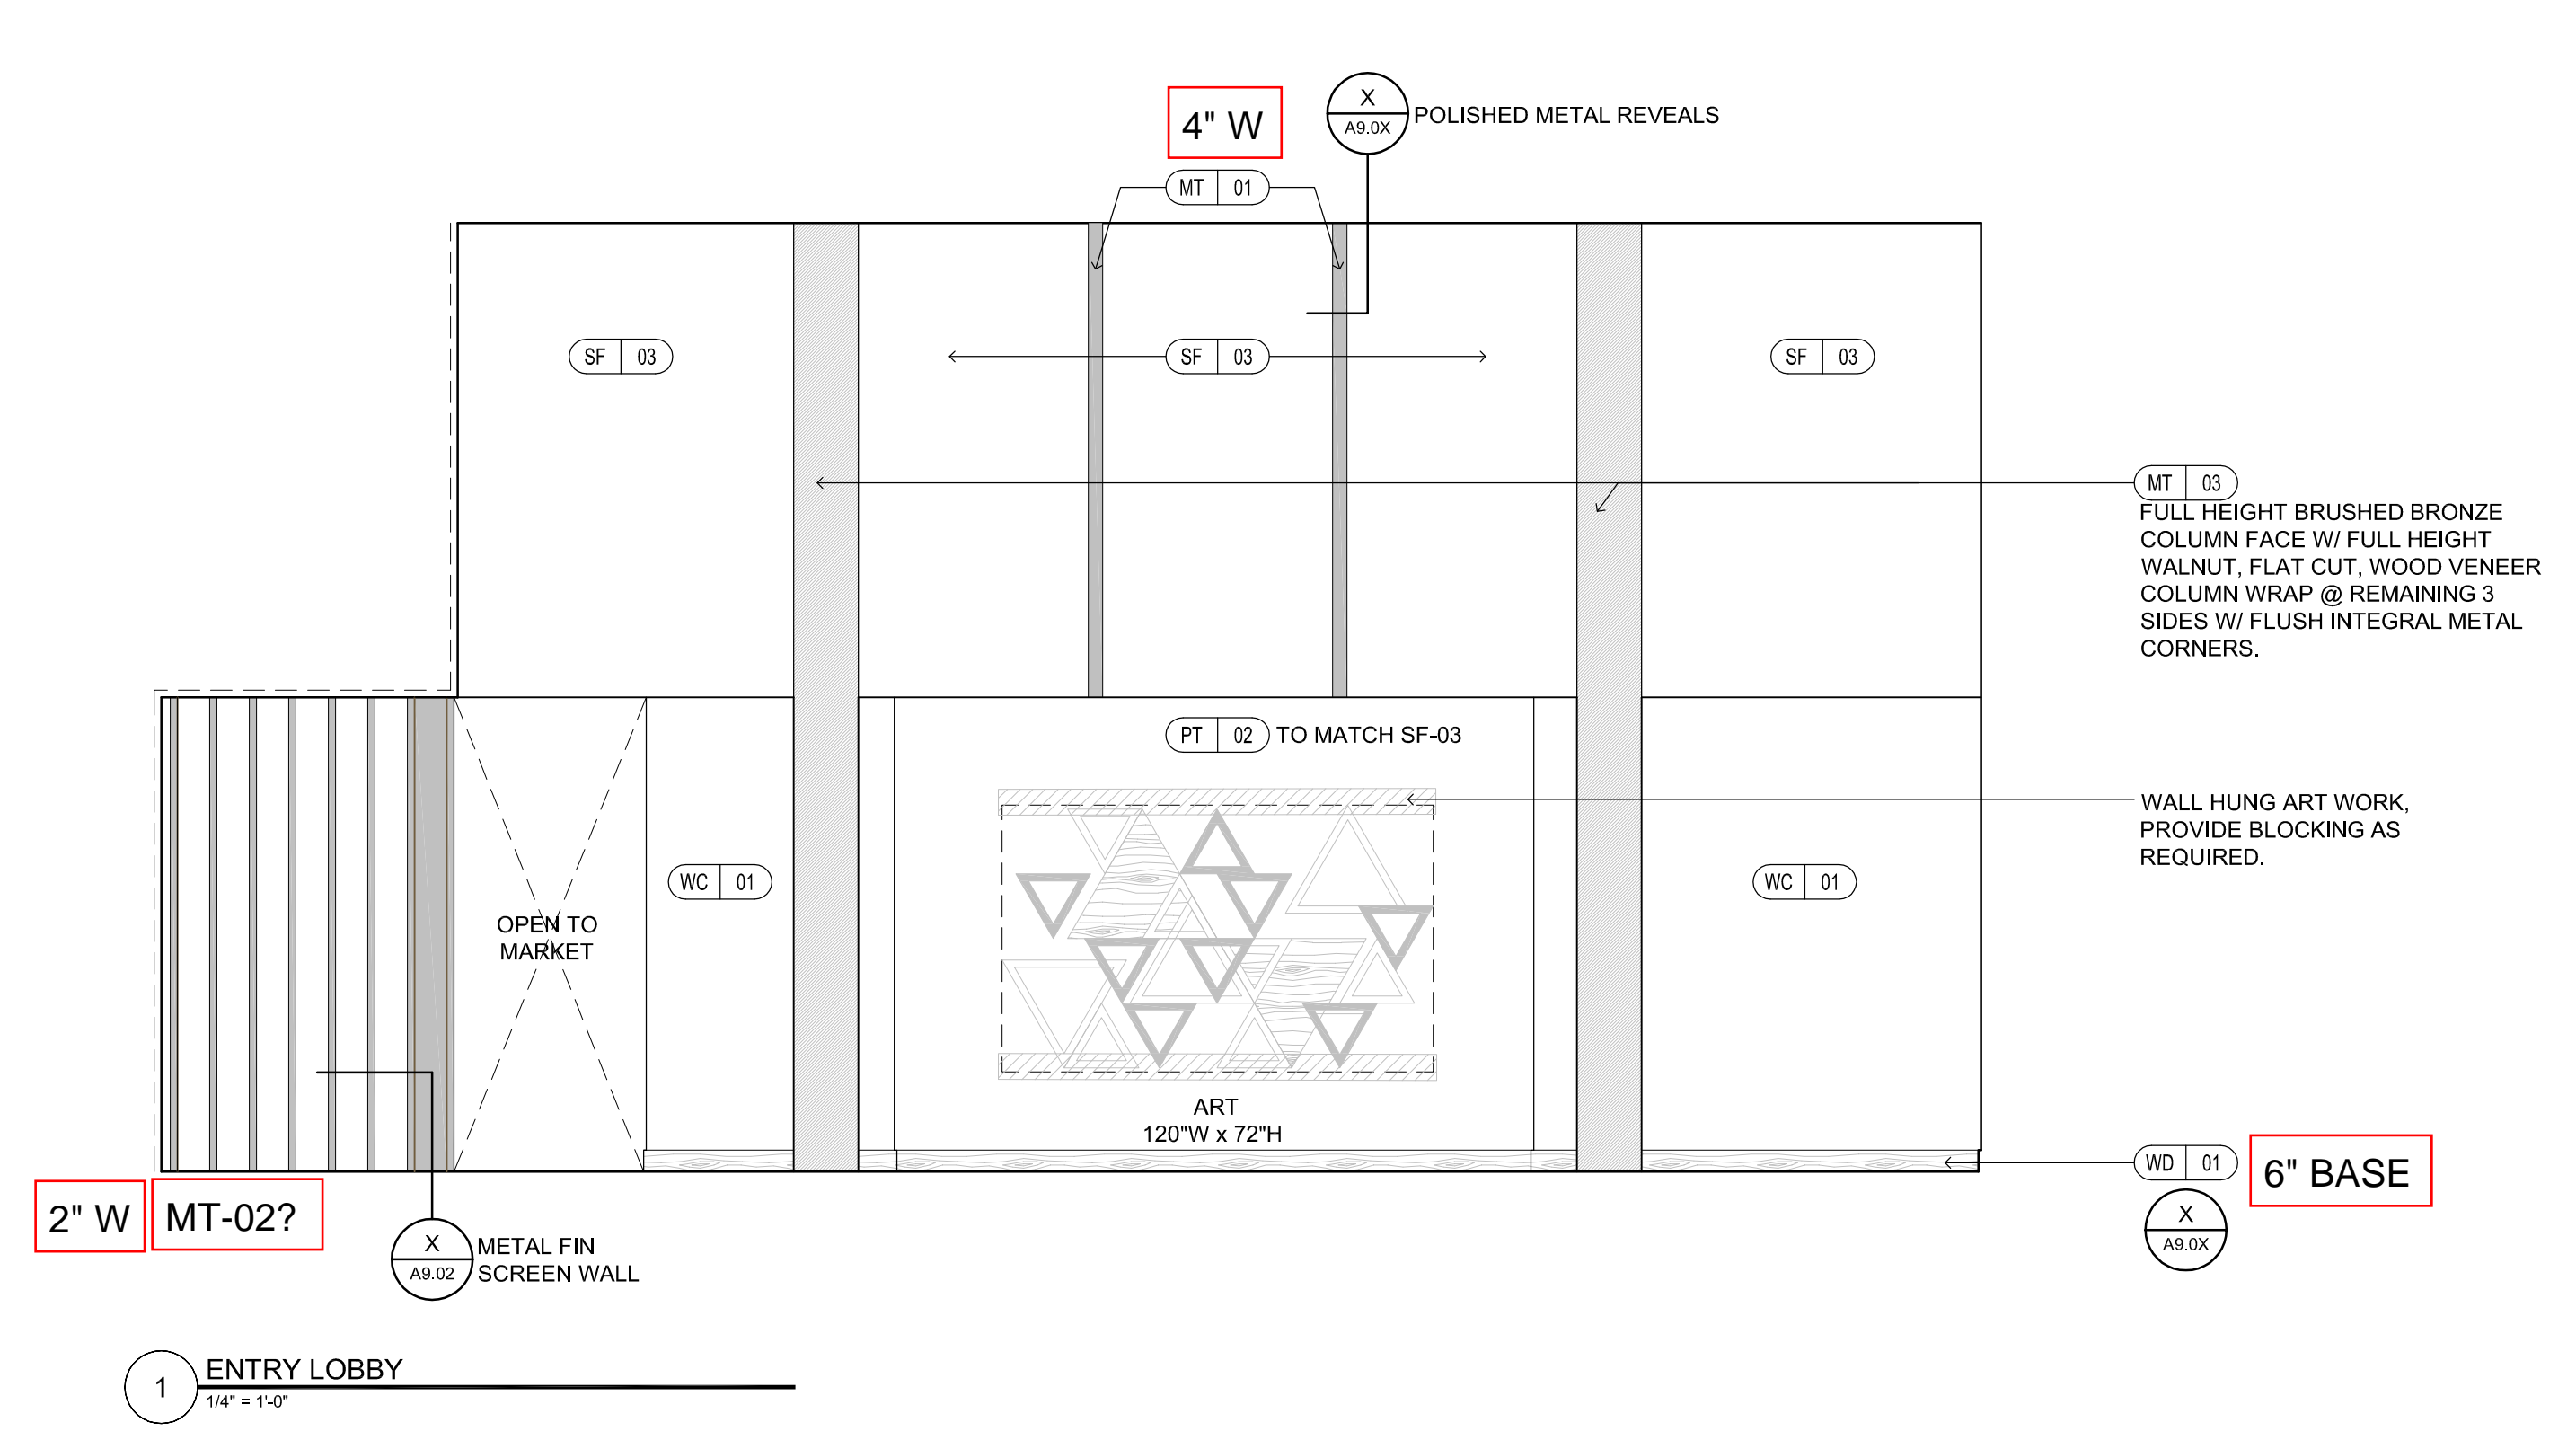 4" W
X
A9.0X
POLISHED METAL REVEALS
MT 01
SF 03
SF 03
SF 03
MT 03
FULL HEIGHT BRUSHED BRONZE
COLUMN FACE W/ FULL HEIGHT
WALNUT, FLAT CUT, WOOD VENEER
COLUMN WRAP @ REMAINING 3
SIDES W/ FLUSH INTEGRAL METAL
CORNERS.
PT 02 TO MATCH SF-03
WALL HUNG ART WORK,
PROVIDE BLOCKING AS
REQUIRED.
WC 01
WC 01
OPEN TO
MARKET
ART
120"W x 72"H
WD 01
6" BASE
X
A9.0X
2" W
MT-02?
X
A9.02
METAL FIN
SCREEN WALL
1
ENTRY LOBBY
1/4" = 1'-0"